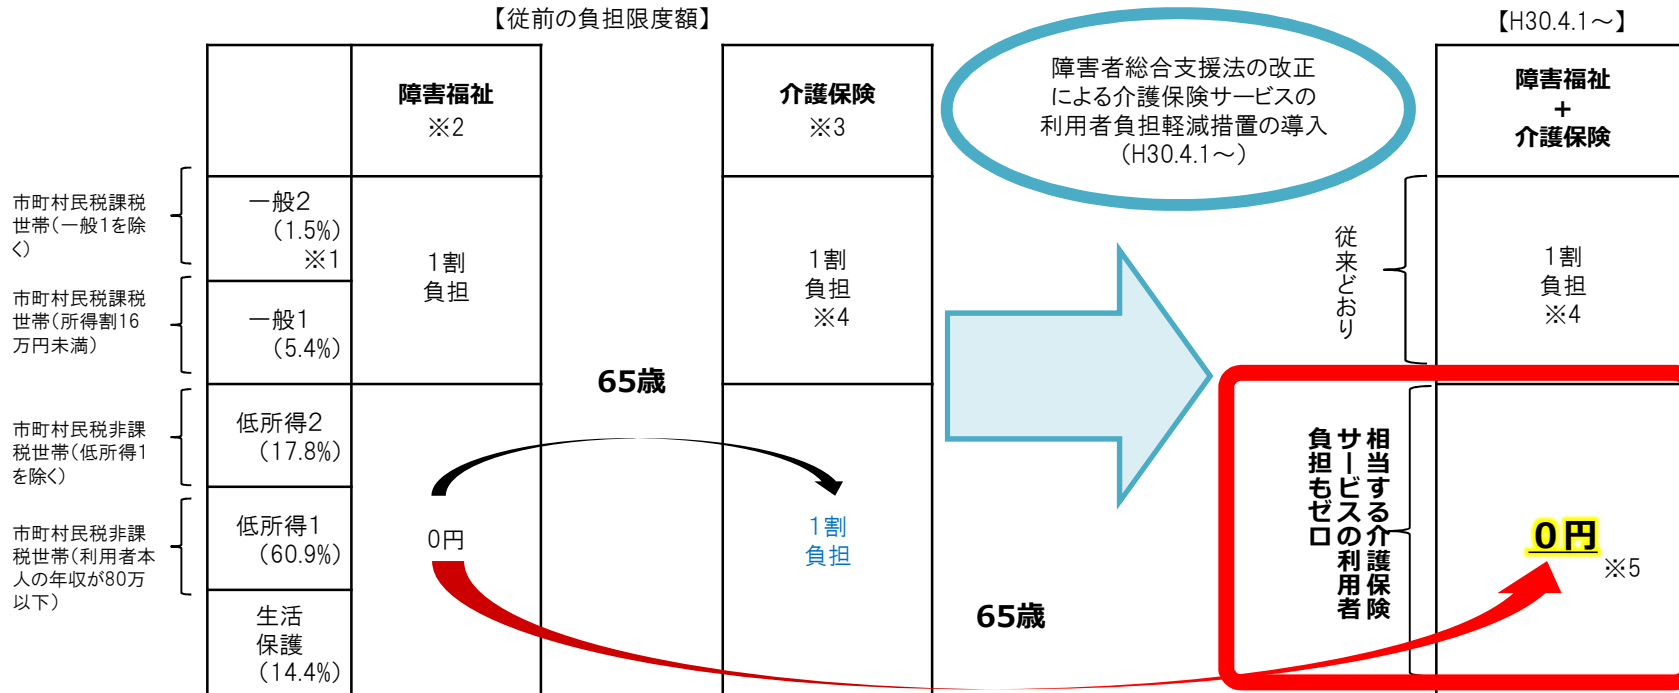 【従前の負担限度額】
【H30.4.1～】
障害福祉
※2
介護保険
※3
障害者総合支援法の改正
による介護保険サービスの
利用者負担軽減措置の導入
(H30.4.1～)
障害福祉
+
介護保険
市町村民税課税
世帯(一般1を除
く)
一般2
(1.5%)
※1
市町村民税課税
世帯(所得割16
万円未満)
一般1
(5.4%)
1割
負担
1割
負担
※4
従来どおり
1割
負担
※4
65歳
市町村民税非課
税世帯(低所得1
を除く)
低所得2
(17.8%)
市町村民税非課
税世帯(利用者本
人の年収が80万
以下)
低所得1
(60.9%)
生活
保護
(14.4%)
0円
1割
負担
65歳
相当する介護保険
サービスの利用者
負担もゼロ
0円
※5